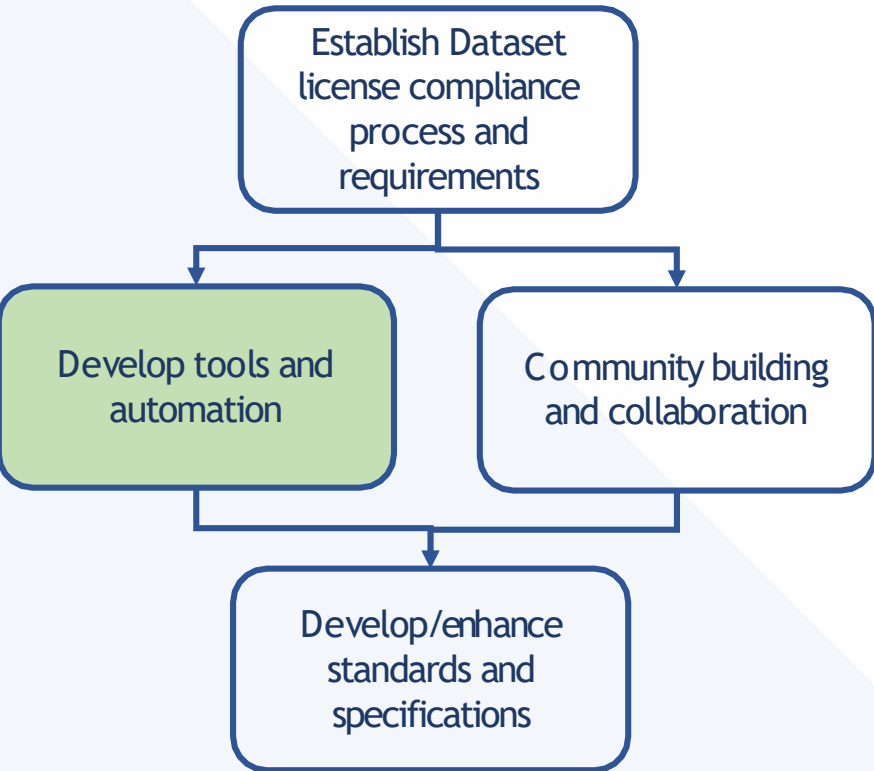 Establish Dataset
license compliance
process and
requirements
Develop tools and
automation
Community building
and collaboration
Develop/enhance
standards and
specifications